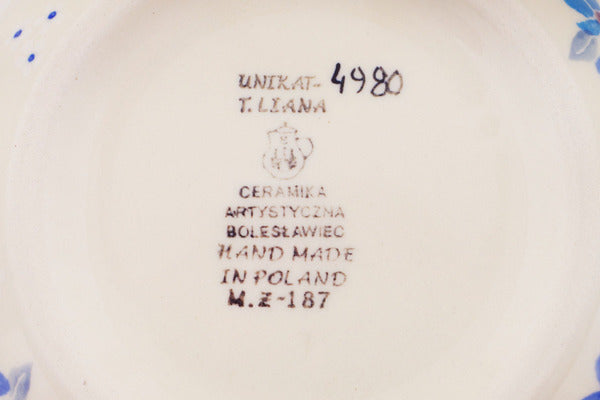 UNIKAT- 4980
T. LIANA
CERAMIKA
ARTYSTYCZNA
BOLESŁAWIEC
HAND MADE
IN POLAND
M.Z-187